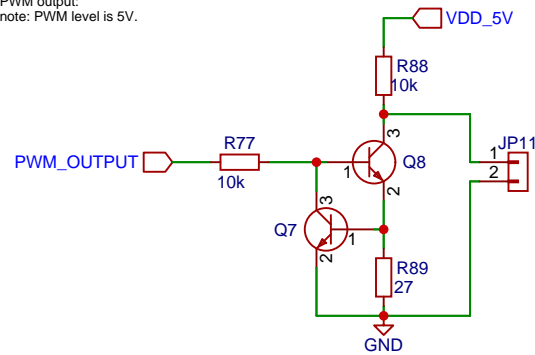 PWM output:
note: PWM level is 5V.
VDD_5V
R88
10k
3
JP11
R77
1
PWM_OUTPUT
1
Q8
2
10k
2
3
Q7
1
2
R89
27
GND